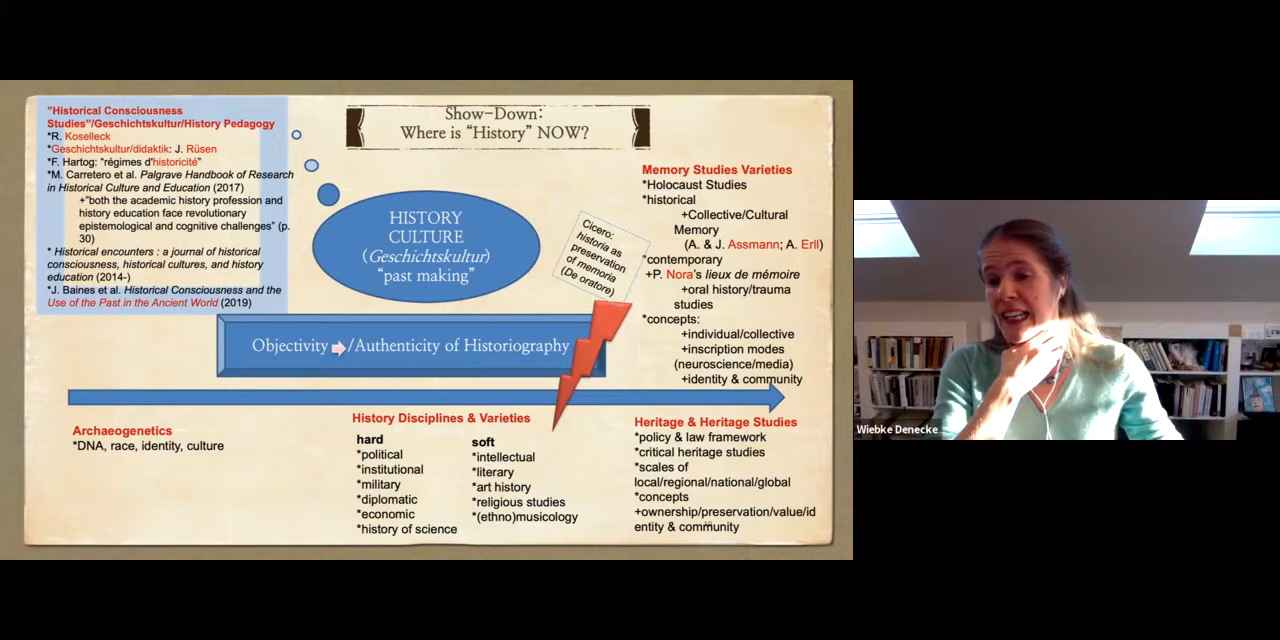 "Historical Consciousness
Studies"/Geschichtskultur/History Pedagogy
*R. Koselleck
*Geschichtskultur/didaktik: J. Rüsen
*F. Hartog: "régimes d'historicité"
*M. Carretero et al. Palgrave Handbook of Research
in Historical Culture and Education (2017)
+"both the academic history profession and
history education face revolutionary
epistemological and cognitive challenges" (p.
30)
* Historical encounters : a journal of historical
consciousness, historical cultures, and history
education (2014-)
*J. Baines et al. Historical Consciousness and the
Use of the Past in the Ancient World (2019)
Show-Down:
Where is "History" NOW?
HISTORY
CULTURE
(Geschichtskultur)
"past making"
Cicero:
historia as
preservation
of memoria
(De oratore)
Objectivity /Authenticity of Historiography
Memory Studies Varieties
*Holocaust Studies
*historical
+Collective/Cultural
Memory
(A. & J. Assmann; A. Erll)
*contemporary
+P. Nora's lieux de mémoire
+oral history/trauma
studies
*concepts:
+individual/collective
+inscription modes
(neuroscience/media)
+identity & community
Archaeogenetics
*DNA, race, identity, culture
History Disciplines & Varieties
hard
*political
*institutional
*military
*diplomatic
*economic
*history of science
soft
*intellectual
*literary
*art history
*religious studies
*(ethno)musicology
Heritage & Heritage Studies
*policy & law framework
*critical heritage studies
*scales of
local/regional/national/global
*concepts
+ownership/preservation/value/id
entity & community
Wiebke Denecke